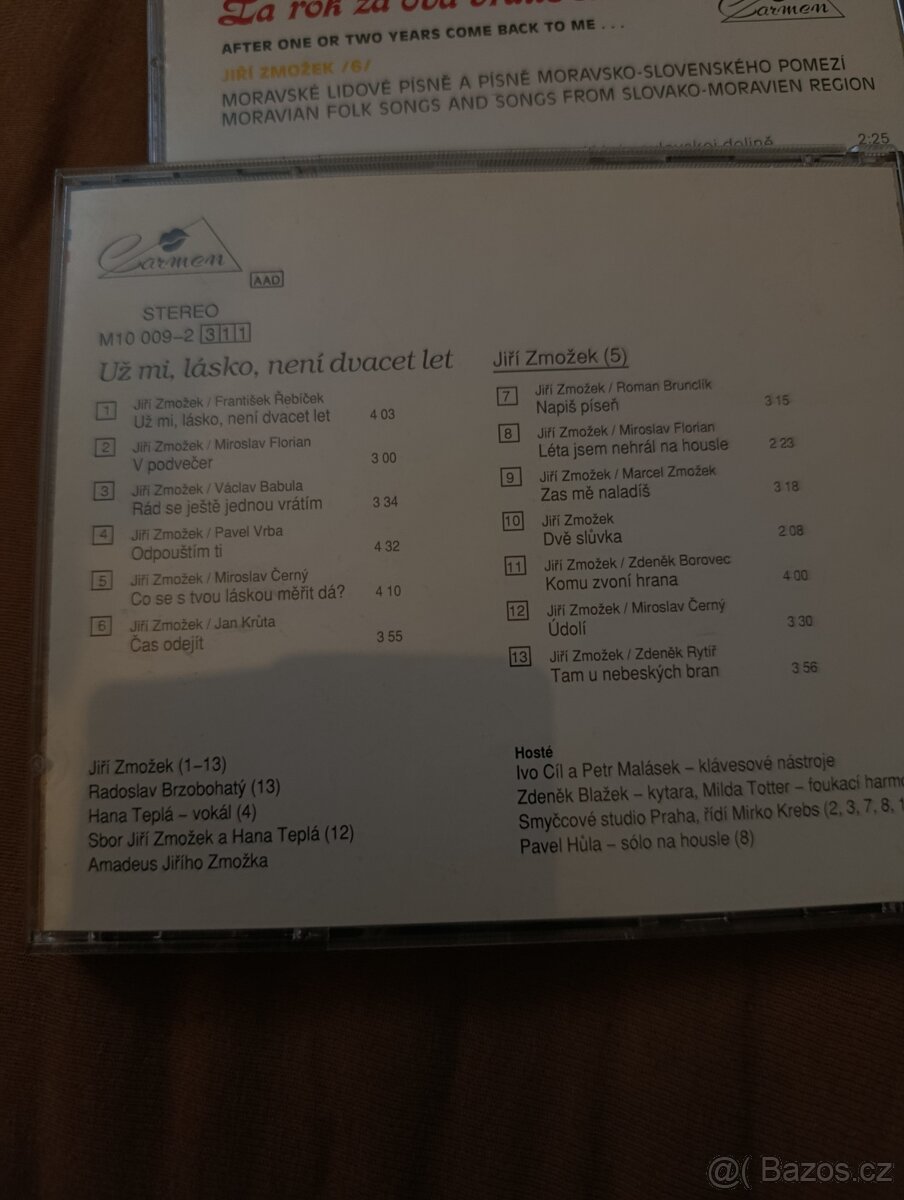 Za rok za dva
Carmen
AFTER ONE OR TWO YEARS COME BACK TO ME . . .
JIŘÍ ZMOŽEK /6/
MORAVSKÉ LIDOVÉ PÍSNĚ A PÍSNĚ MORAVSKO-SLOVENSKÉHO POMEZÍ
MORAVIAN FOLK SONGS AND SONGS FROM SLOVAKO-MORAVIEN REGION
2:25
Carmen
AAD
STEREO
M10 009-2 311
Už mi, lásko, není dvacet let
1 Jiří Zmožek / František Řebíček
Už mi, lásko, není dvacet let 4 03
2 Jiří Zmožek / Miroslav Florian
V podvečer 3 00
3 Jiří Zmožek / Václav Babula
Rád se ještě jednou vrátím 3 34
4 Jiří Zmožek / Pavel Vrba
Odpouštím ti 4 32
5 Jiří Zmožek / Miroslav Černý
Co se s tvou láskou měřit dá? 4 10
6 Jiří Zmožek / Jan Krůta
Čas odejít 3 55
Jiří Zmožek (5)
7 Jiří Zmožek / Roman Brunclík
Napiš píseň 3 15
8 Jiří Zmožek / Miroslav Florian
Léta jsem nehrál na housle 2 23
9 Jiří Zmožek / Marcel Zmožek
Zas mě naladíš 3 18
10 Jiří Zmožek
Dvě slůvka 2 08
11 Jiří Zmožek / Zdeněk Borovec
Komu zvoní hrana 4 00
12 Jiří Zmožek / Miroslav Černý
Údolí 3 30
13 Jiří Zmožek / Zdeněk Rytíř
Tam u nebeských bran 3 56
Jiří Zmožek (1–13)
Radoslav Brzobohatý (13)
Hana Teplá – vokál (4)
Sbor Jiří Zmožek a Hana Teplá (12)
Amadeus Jiřího Zmožka
Hosté
Ivo Cíl a Petr Malásek – klávesové nástroje
Zdeněk Blažek – kytara, Milda Totter – foukací harmo
Smyčcové studio Praha, řídí Mirko Krebs (2, 3, 7, 8, 1
Pavel Hůla – sólo na housle (8)
@( Bazos.cz